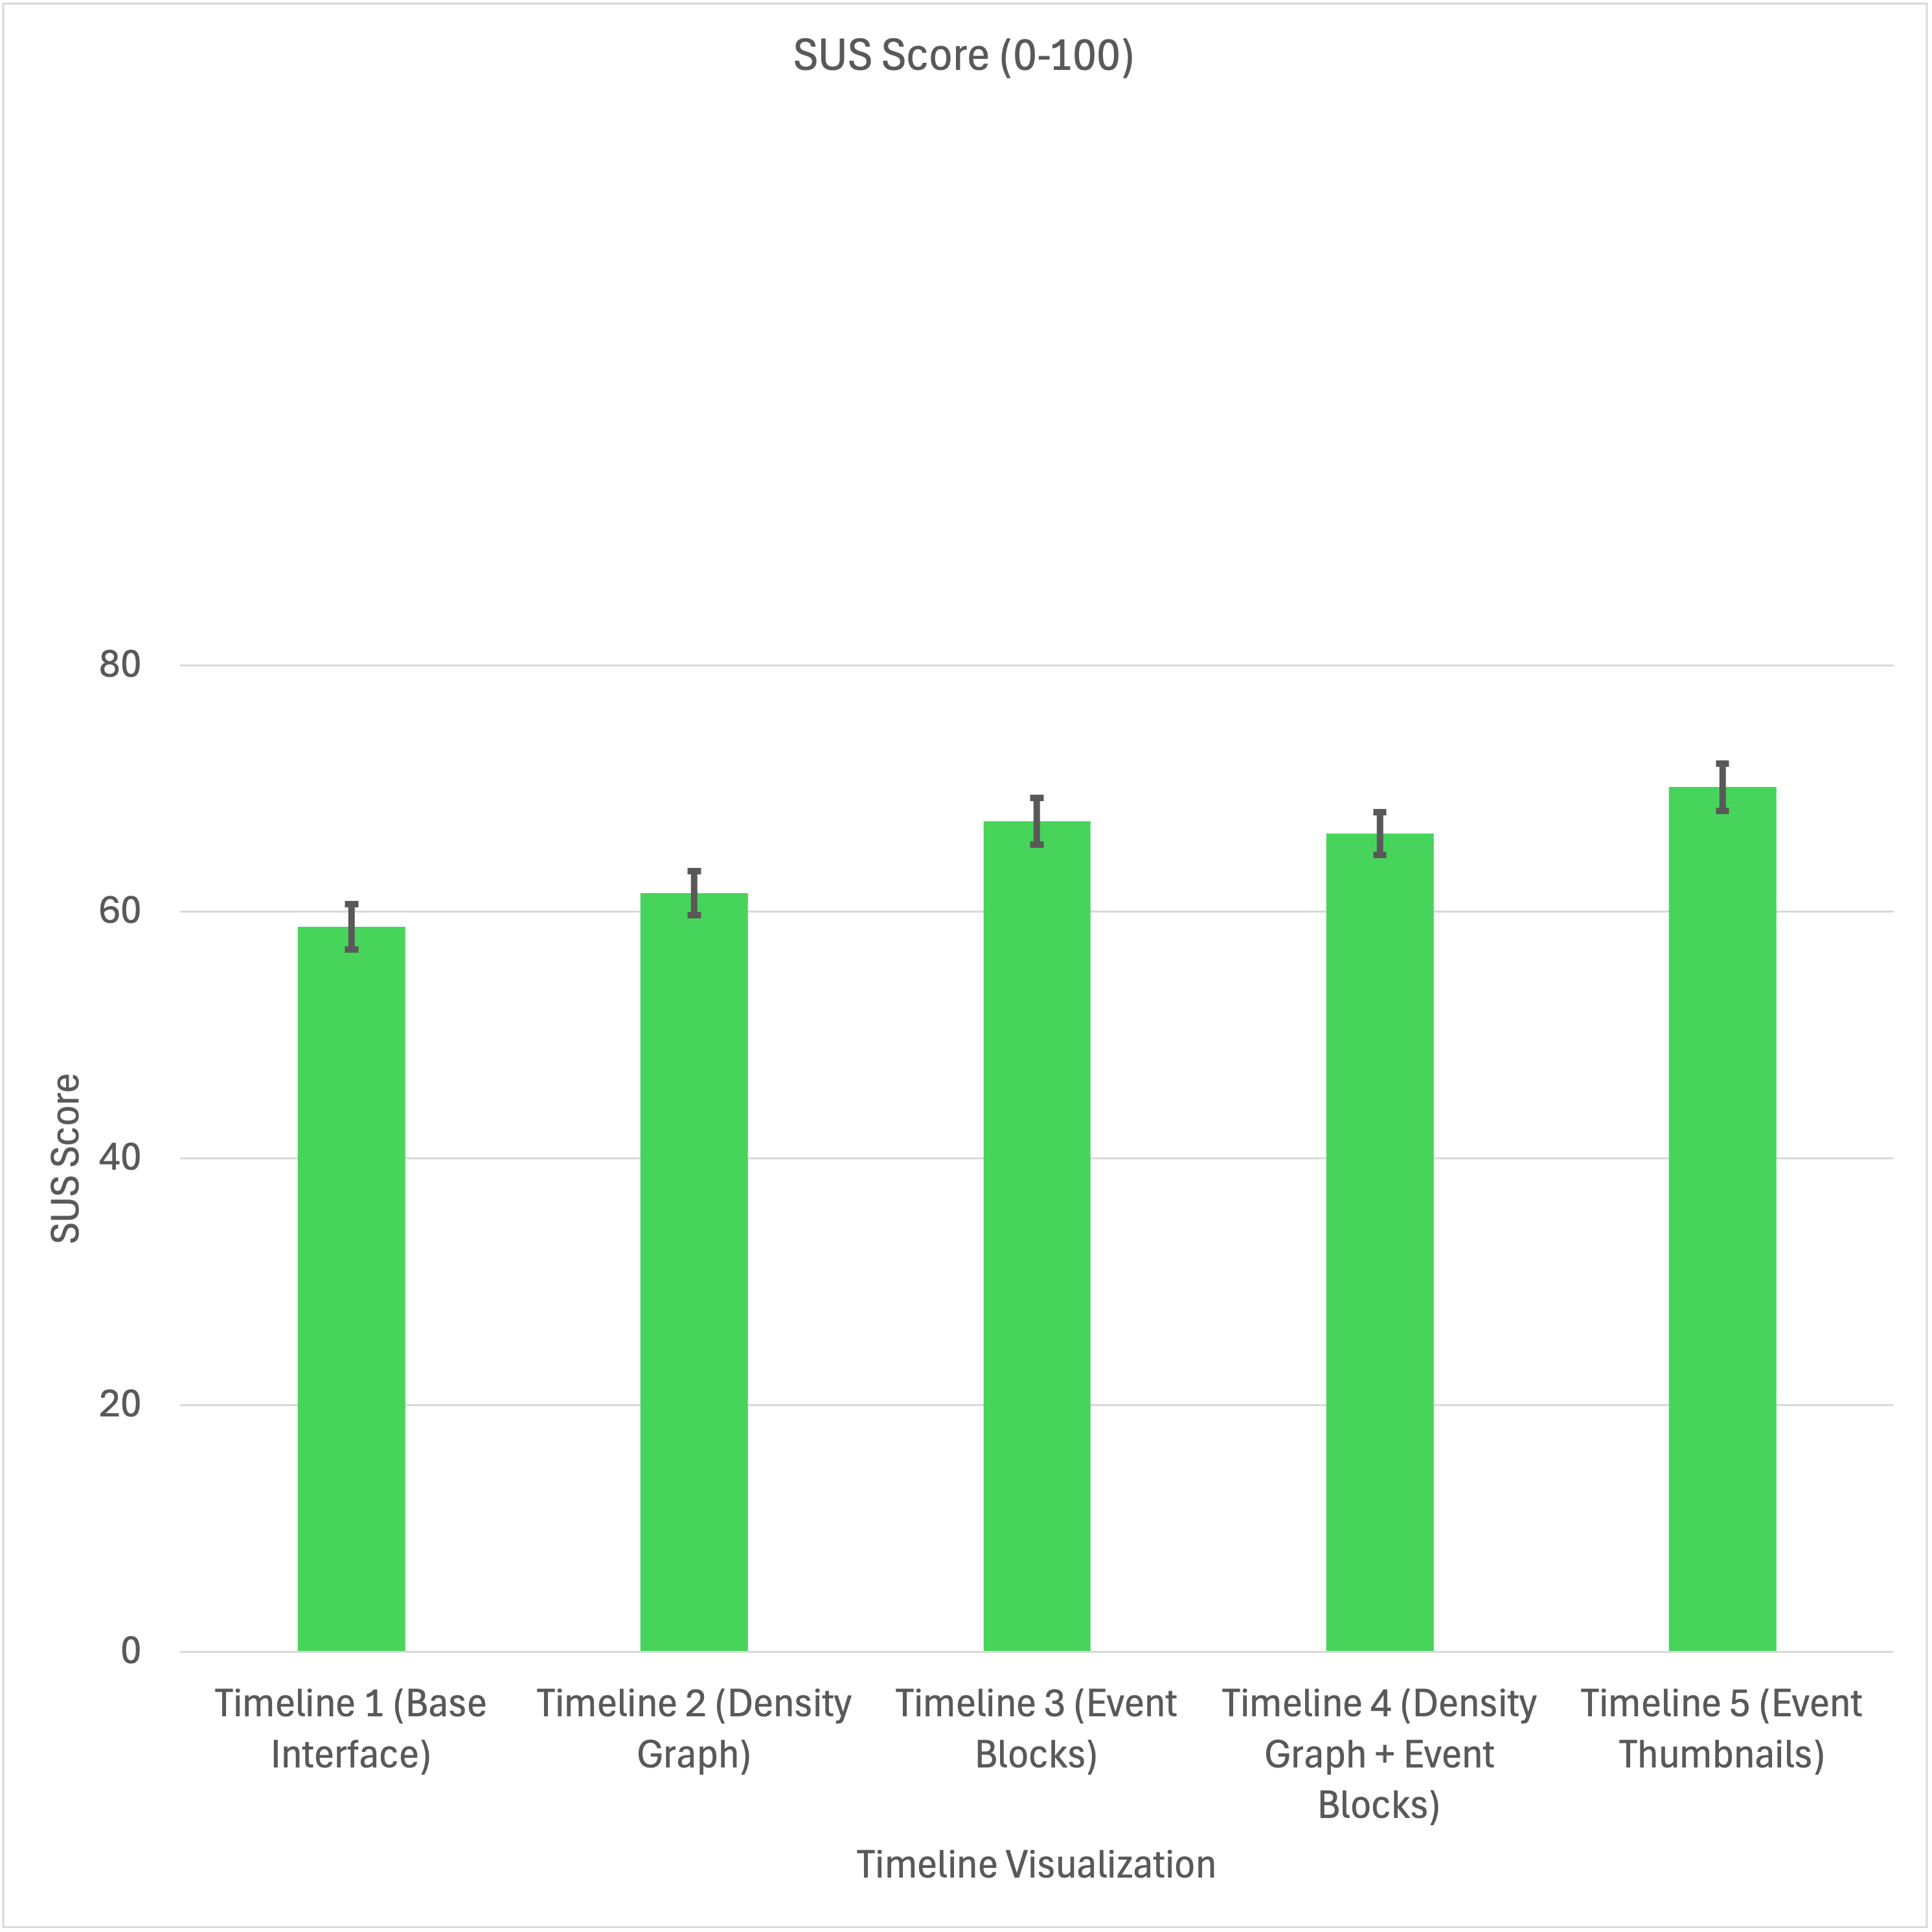 SUS Score (0-100)
80
60
40
20
0
SUS Score
Timeline 1 (Base
Interface)
Timeline 2 (Density
Graph)
Timeline 3 (Event
Blocks)
Timeline 4 (Density
Graph + Event
Blocks)
Timeline 5 (Event
Thumbnails)
Timeline Visualization